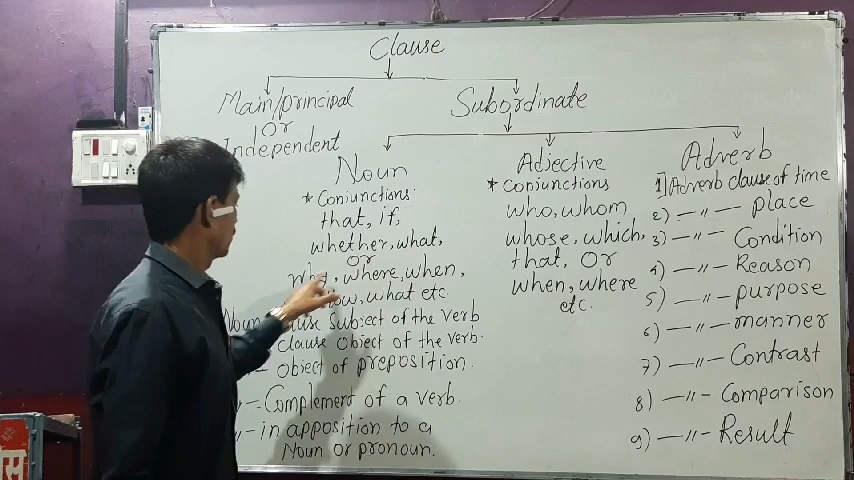 Clause
Main/principal
Or
Independent
Subordinate
Noun
* Conjunctions
that, if,
whether, what,
Or
where, when,
what etc.
Noun clause subject of the verb
clause object of the verb.
– object of preposition.
" – Complement of a verb.
" – in apposition to a
Noun or pronoun.
Adjective
* Conjunctions
who, whom
whose, which,
that, Or
when, where
etc.
Adverb
1] Adverb clause of time
2) — " — place
3) — " — Condition
4) — " — Reason
5) — " — purpose
6) — " — manner
7) — " — Contrast
8) — " — Comparison
9) — " — Result
स